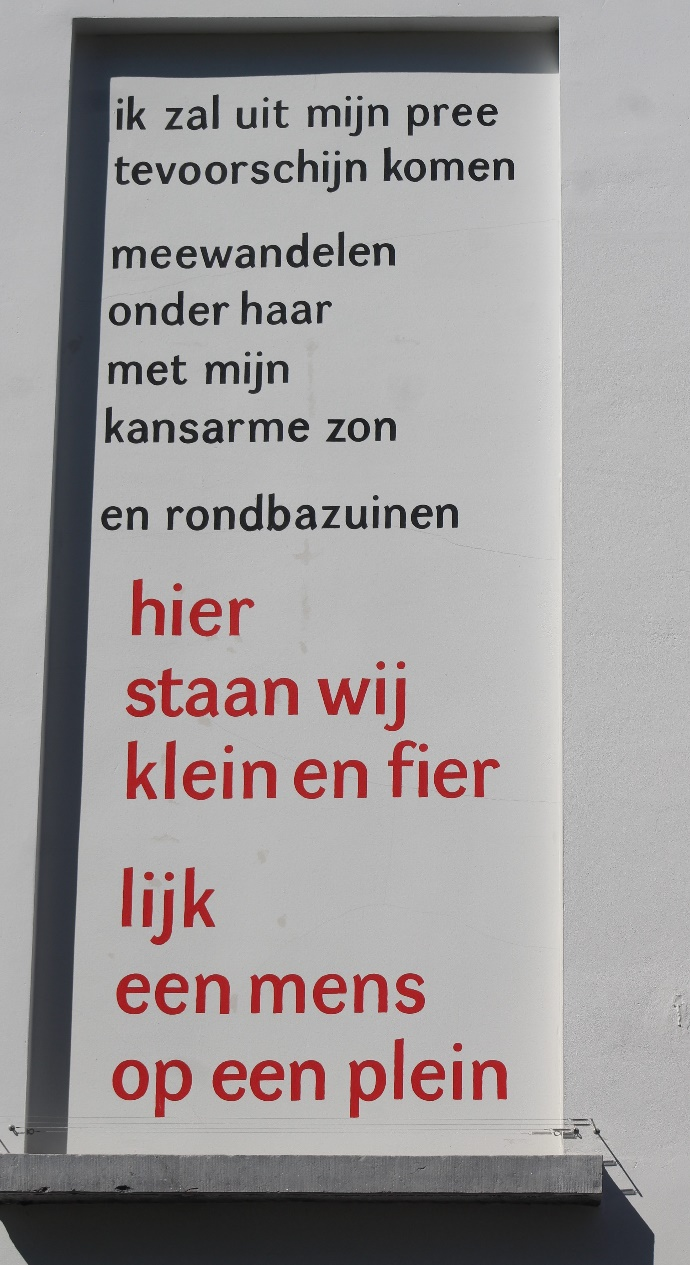 ik zal uit mijn pree
tevoorschijn komen
meewandelen
onder haar
met mijn
kansarme zon
en rondbazuinen
hier
staan wij
klein en fier
lijk
een mens
op een plein